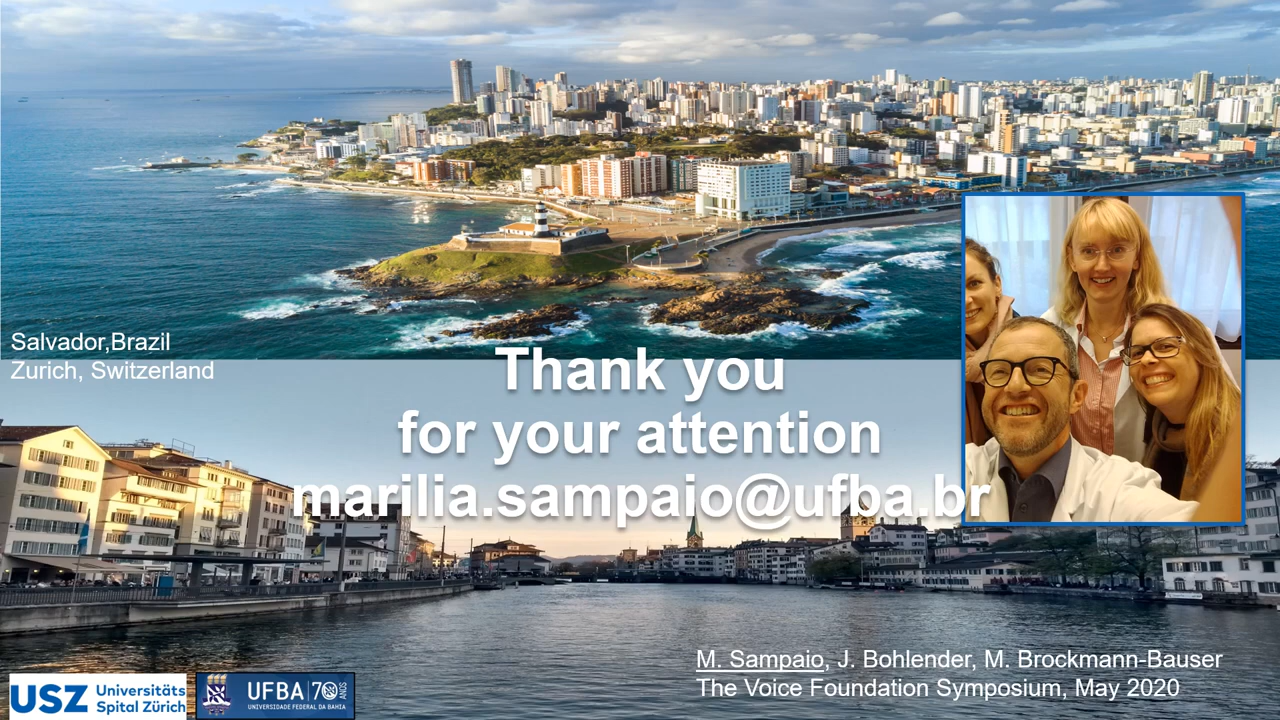 Salvador,Brazil
Zurich, Switzerland
Thank you
for your attention
marilia.sampaio@ufba.br
M. Sampaio, J. Bohlender, M. Brockmann-Bauser
The Voice Foundation Symposium, May 2020
USZ Universitäts
Spital Zürich
UFBA 70 ANOS
UNIVERSIDADE FEDERAL DA BAHIA